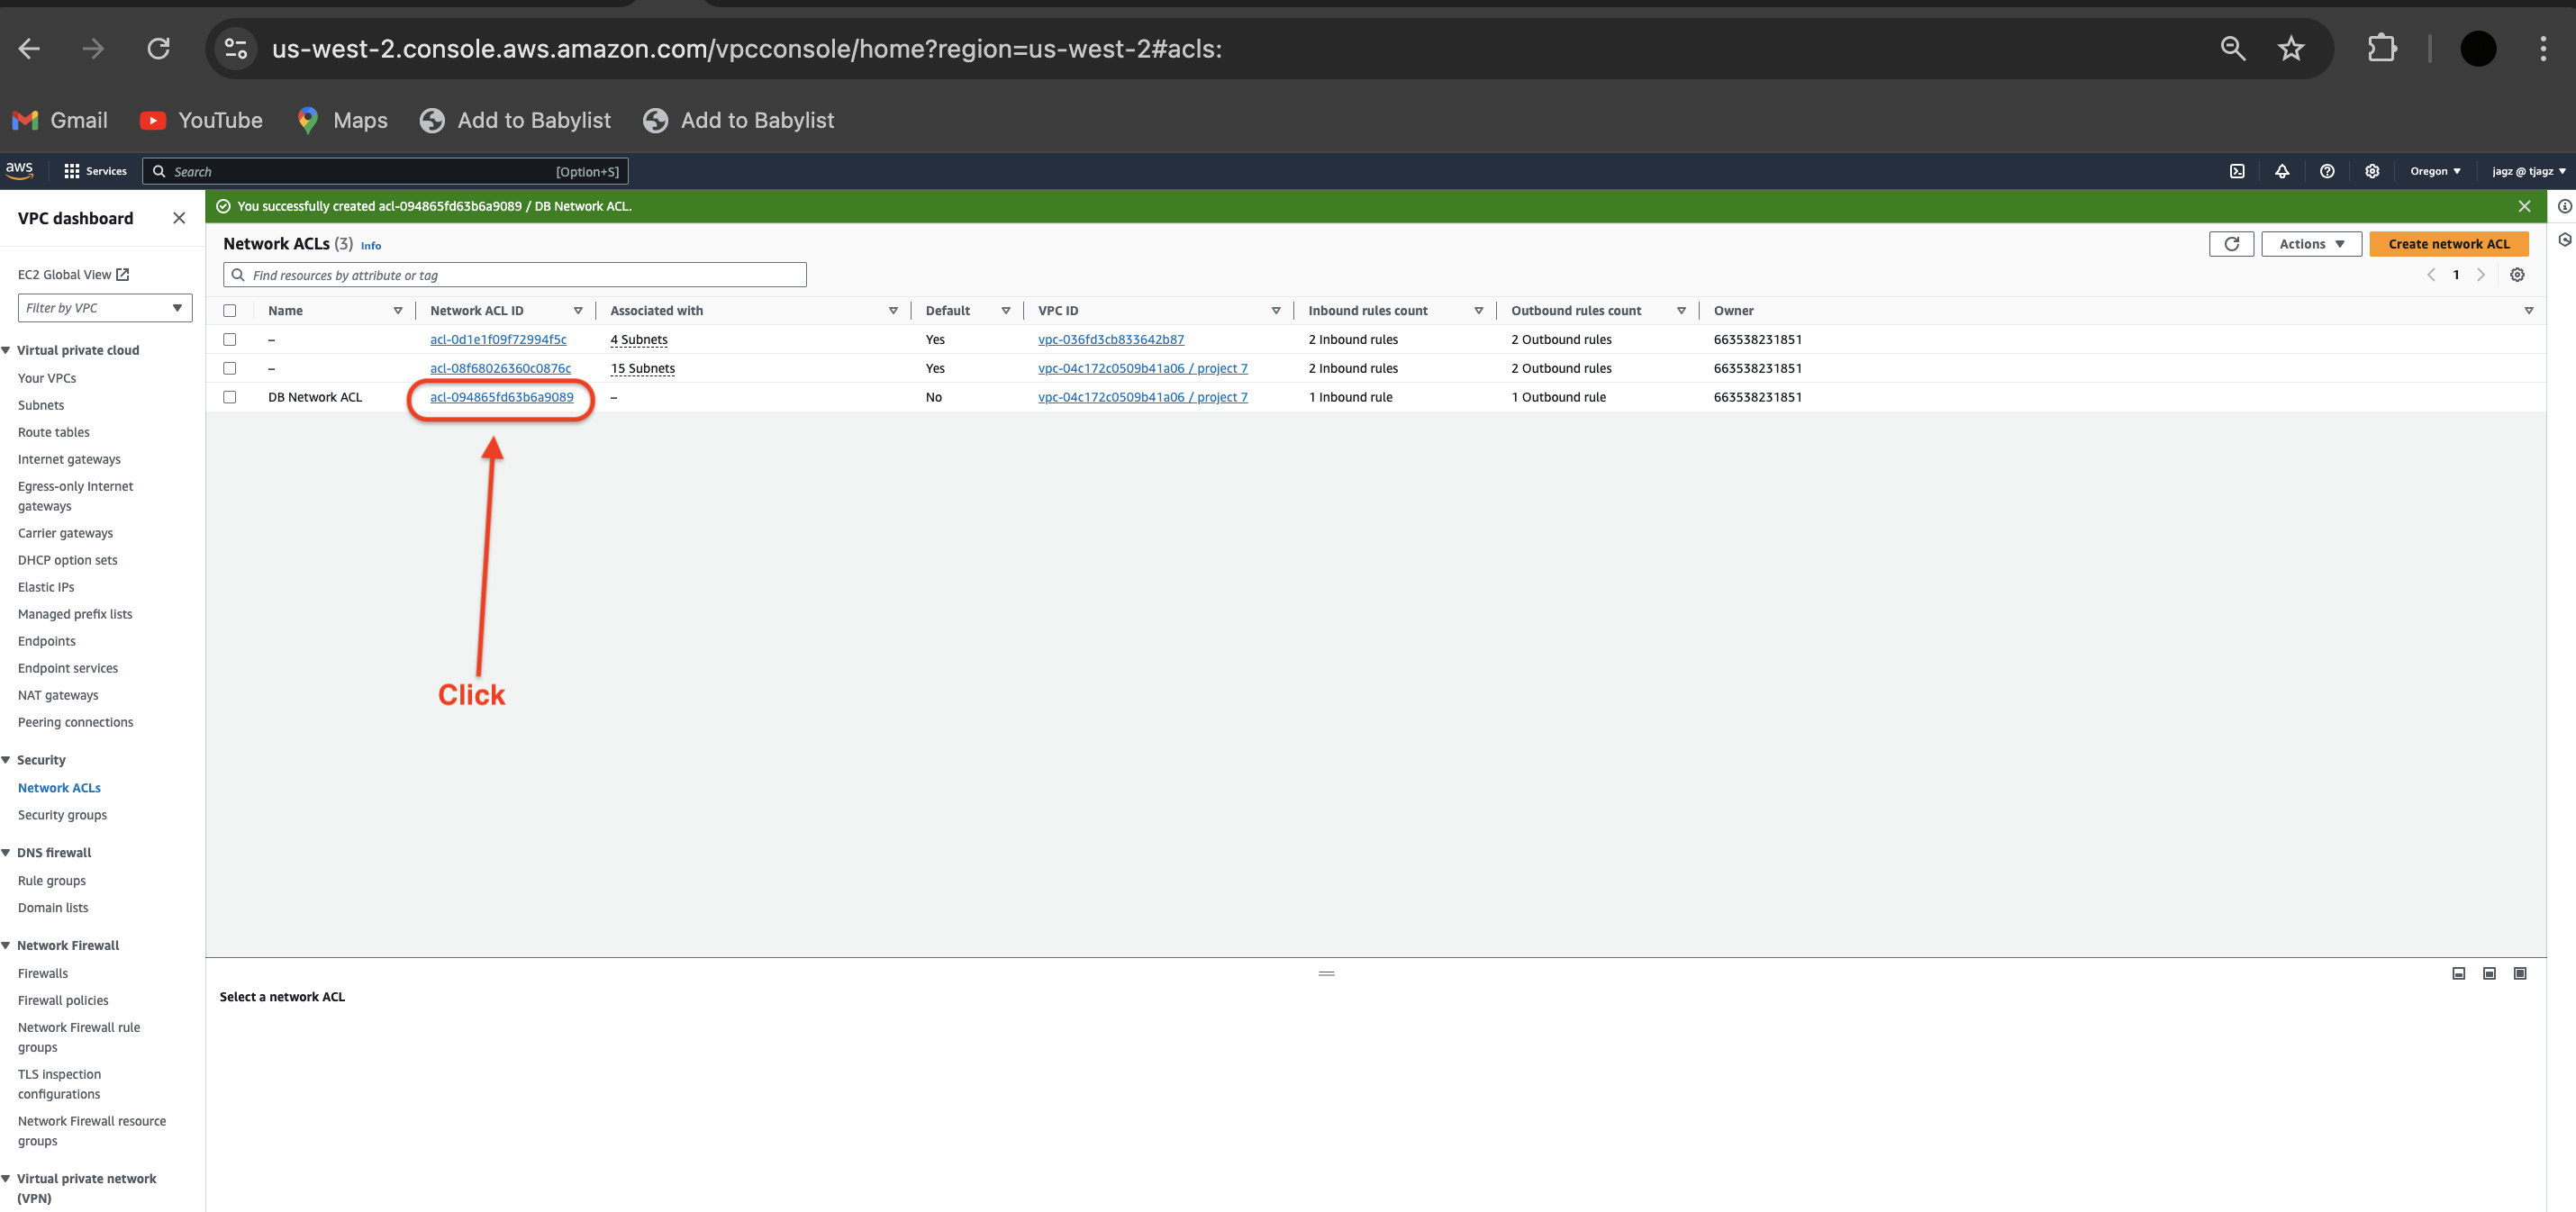 us-west-2.console.aws.amazon.com/vpcconsole/home?region=us-west-2#acls:
Gmail YouTube Maps Add to Babylist Add to Babylist
aws Services Search [Option+S] Oregon jagz @ tjagz
VPC dashboard
EC2 Global View
Filter by VPC
Virtual private cloud
Your VPCs
Subnets
Route tables
Internet gateways
Egress-only Internet
gateways
Carrier gateways
DHCP option sets
Elastic IPs
Managed prefix lists
Endpoints
Endpoint services
NAT gateways
Peering connections
Security
Network ACLs
Security groups
DNS firewall
Rule groups
Domain lists
Network Firewall
Firewalls
Firewall policies
Network Firewall rule
groups
TLS inspection
configurations
Network Firewall resource
groups
Virtual private network
(VPN)
You successfully created acl-094865fd63b6a9089 / DB Network ACL.
Network ACLs (3) Info
Actions Create network ACL
Find resources by attribute or tag
1
Name Network ACL ID Associated with Default VPC ID Inbound rules count Outbound rules count Owner
– acl-0d1e1f09f72994f5c 4 Subnets Yes vpc-036fd3cb833642b87 2 Inbound rules 2 Outbound rules 663538231851
– acl-08f68026360c0876c 15 Subnets Yes vpc-04c172c0509b41a06 / project 7 2 Inbound rules 2 Outbound rules 663538231851
DB Network ACL acl-094865fd63b6a9089 – No vpc-04c172c0509b41a06 / project 7 1 Inbound rule 1 Outbound rule 663538231851
Click
Select a network ACL